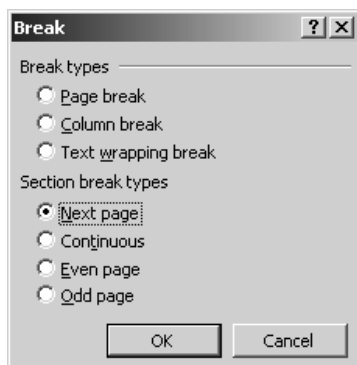 Break
Break types
Page break
Column break
Text wrapping break
Section break types
Next page
Continuous
Even page
Odd page
OK Cancel